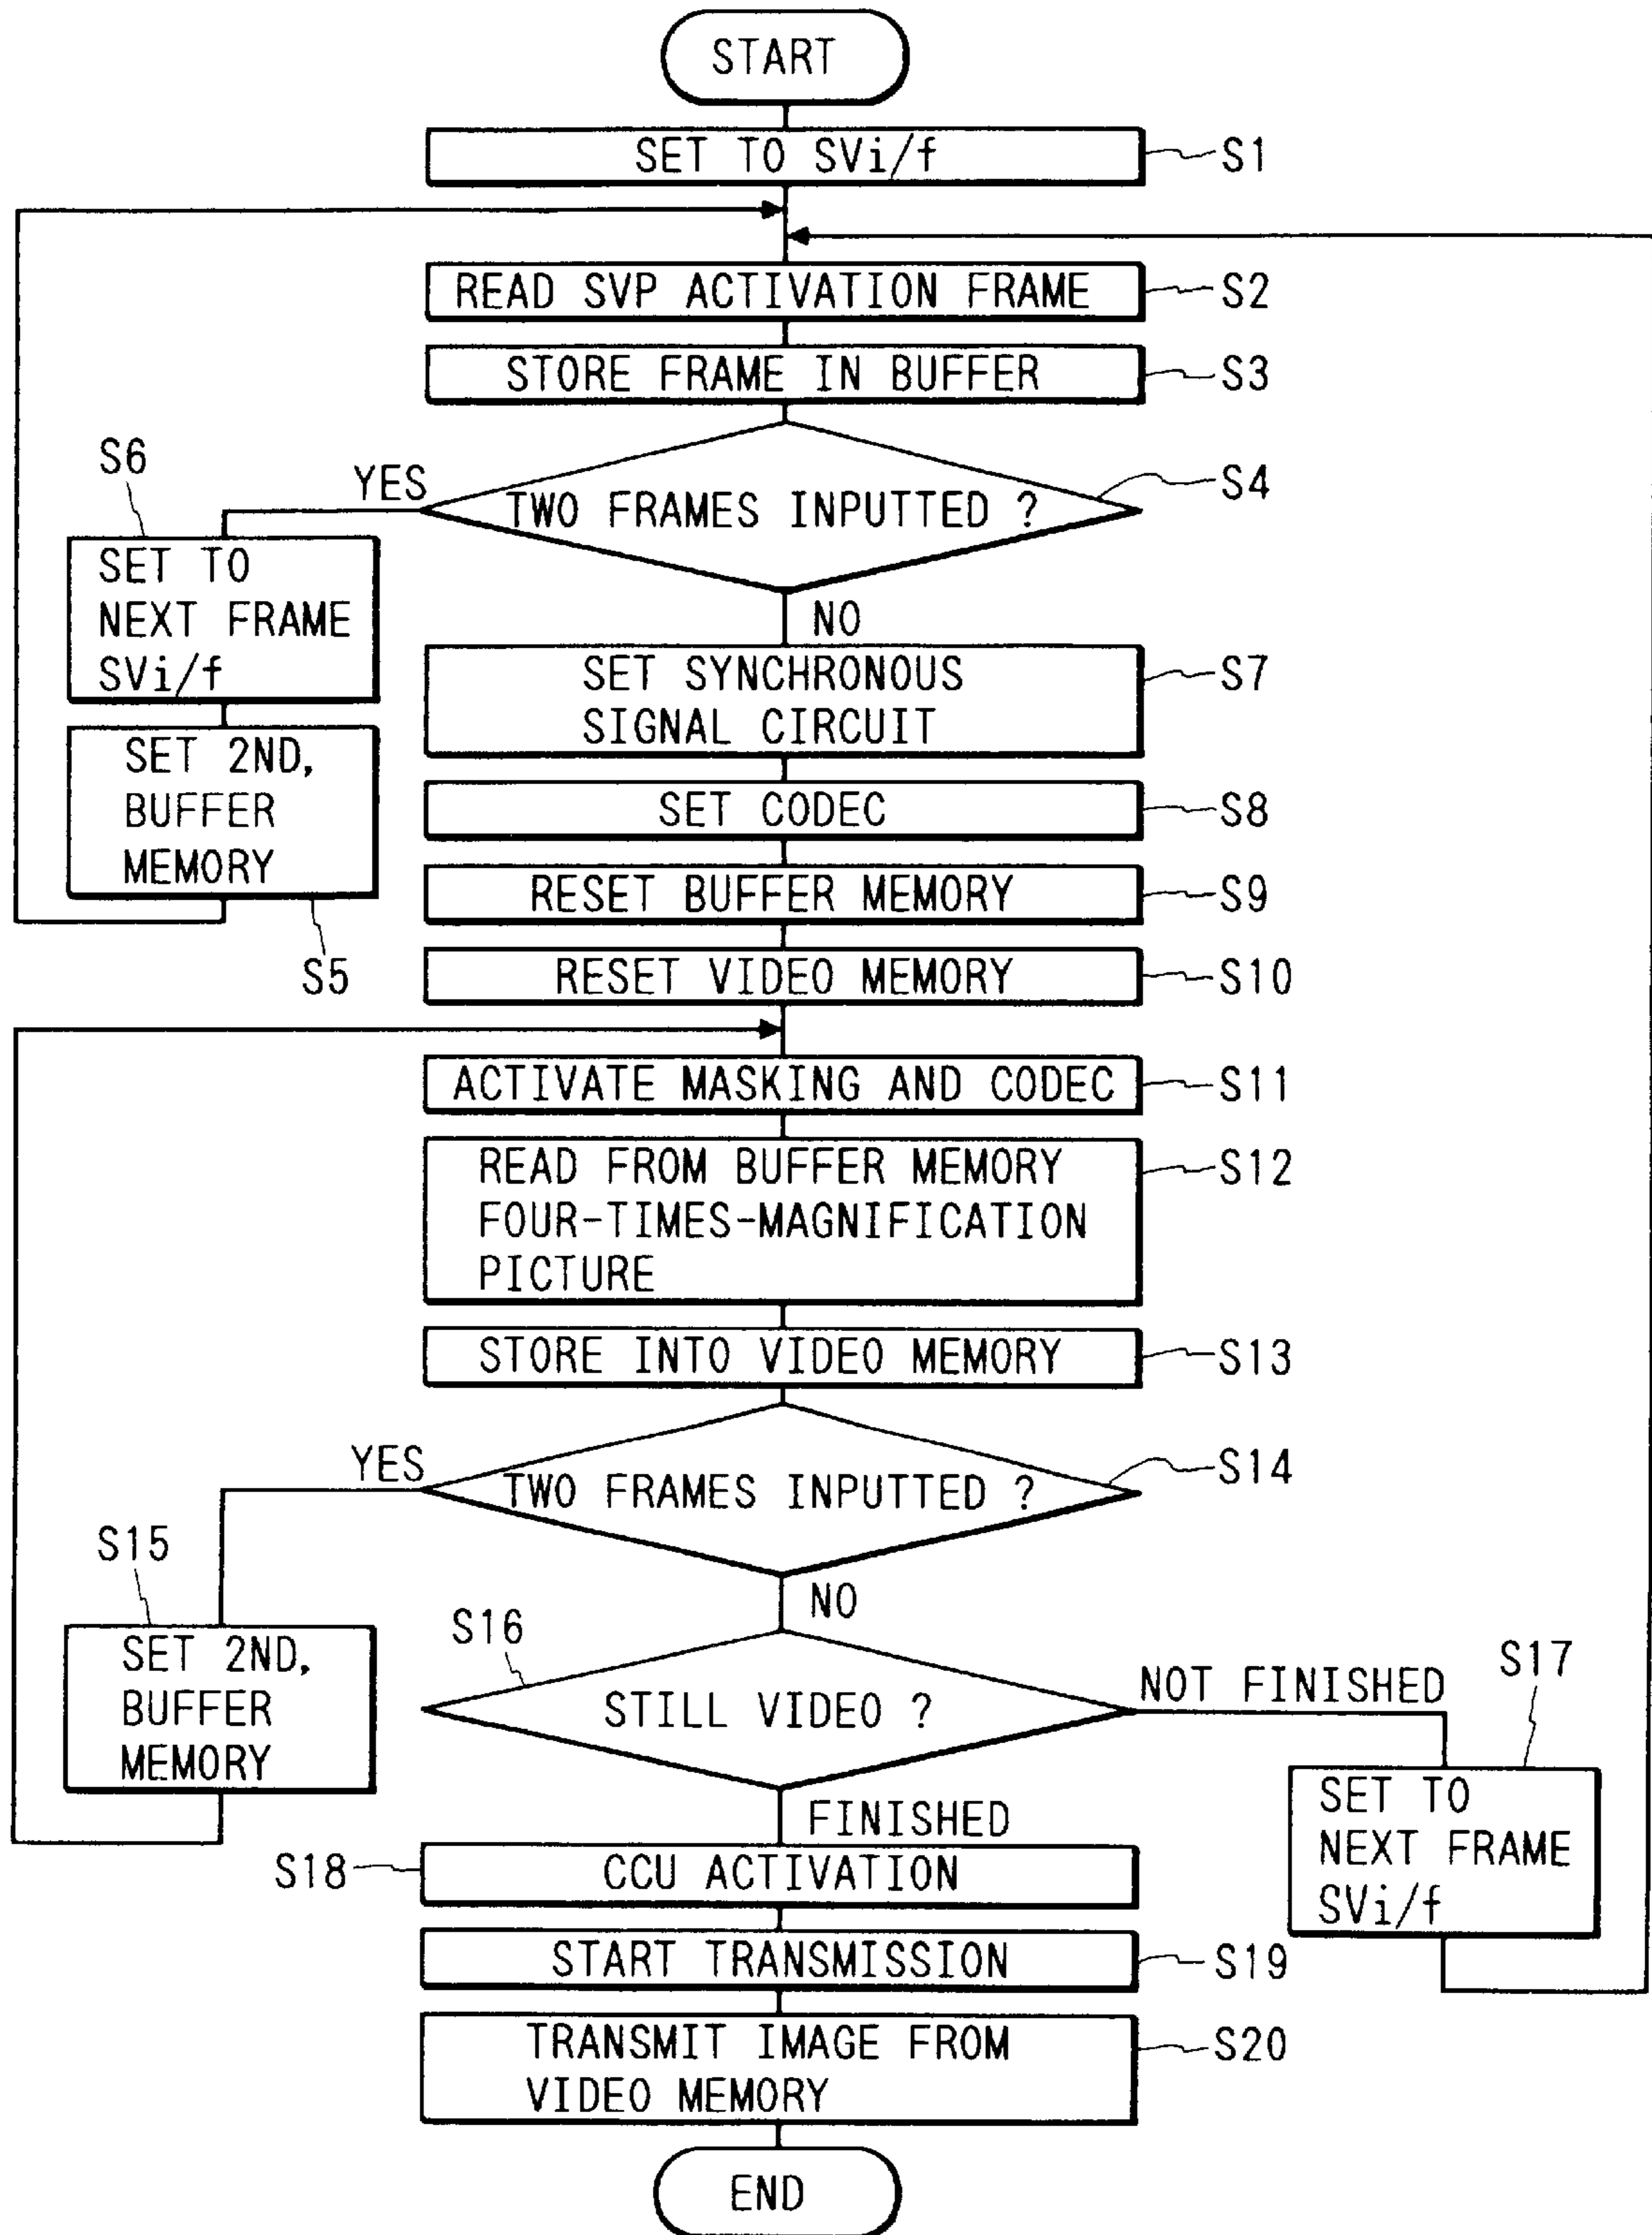 START
SET TO SVi/f
S1
READ SVP ACTIVATION FRAME
S2
STORE FRAME IN BUFFER
S3
TWO FRAMES INPUTTED ?
S4
YES
NO
S6
SET TO
NEXT FRAME
SVi/f
SET 2ND,
BUFFER
MEMORY
S5
SET SYNCHRONOUS
SIGNAL CIRCUIT
S7
SET CODEC
S8
RESET BUFFER MEMORY
S9
RESET VIDEO MEMORY
S10
ACTIVATE MASKING AND CODEC
S11
READ FROM BUFFER MEMORY
FOUR-TIMES-MAGNIFICATION
PICTURE
S12
STORE INTO VIDEO MEMORY
S13
TWO FRAMES INPUTTED ?
S14
YES
NO
S15
SET 2ND,
BUFFER
MEMORY
S16
STILL VIDEO ?
NOT FINISHED
S17
SET TO
NEXT FRAME
SVi/f
FINISHED
S18
CCU ACTIVATION
START TRANSMISSION
S19
TRANSMIT IMAGE FROM
VIDEO MEMORY
S20
END